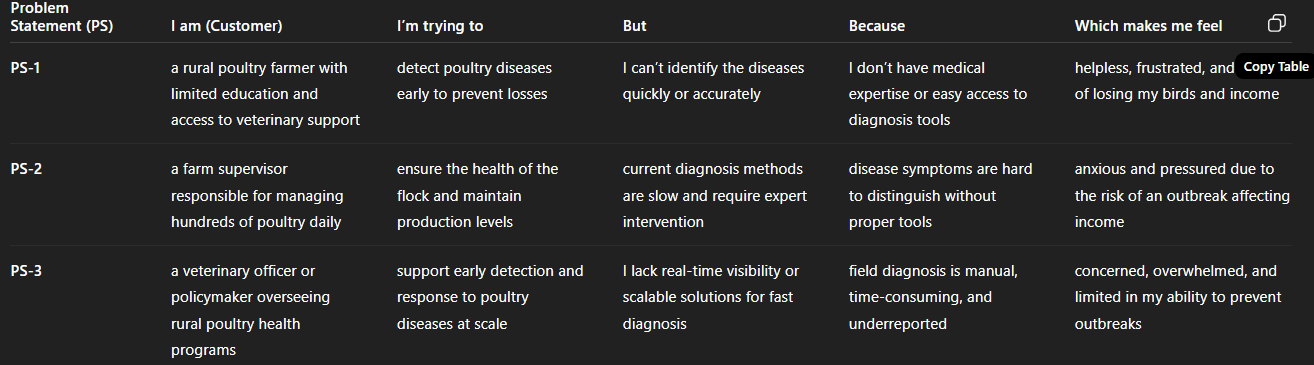 Problem
Statement (PS) I am (Customer) I'm trying to But Because Which makes me feel
PS-1 a rural poultry farmer with detect poultry diseases I can't identify the diseases I don't have medical helpless, frustrated, and Copy Table
limited education and early to prevent losses quickly or accurately expertise or easy access to of losing my birds and income
access to veterinary support diagnosis tools
PS-2 a farm supervisor ensure the health of the current diagnosis methods disease symptoms are hard anxious and pressured due to
responsible for managing flock and maintain are slow and require expert to distinguish without the risk of an outbreak affecting
hundreds of poultry daily production levels intervention proper tools income
PS-3 a veterinary officer or support early detection and I lack real-time visibility or field diagnosis is manual, concerned, overwhelmed, and
policymaker overseeing response to poultry scalable solutions for fast time-consuming, and limited in my ability to prevent
rural poultry health diseases at scale diagnosis underreported outbreaks
programs